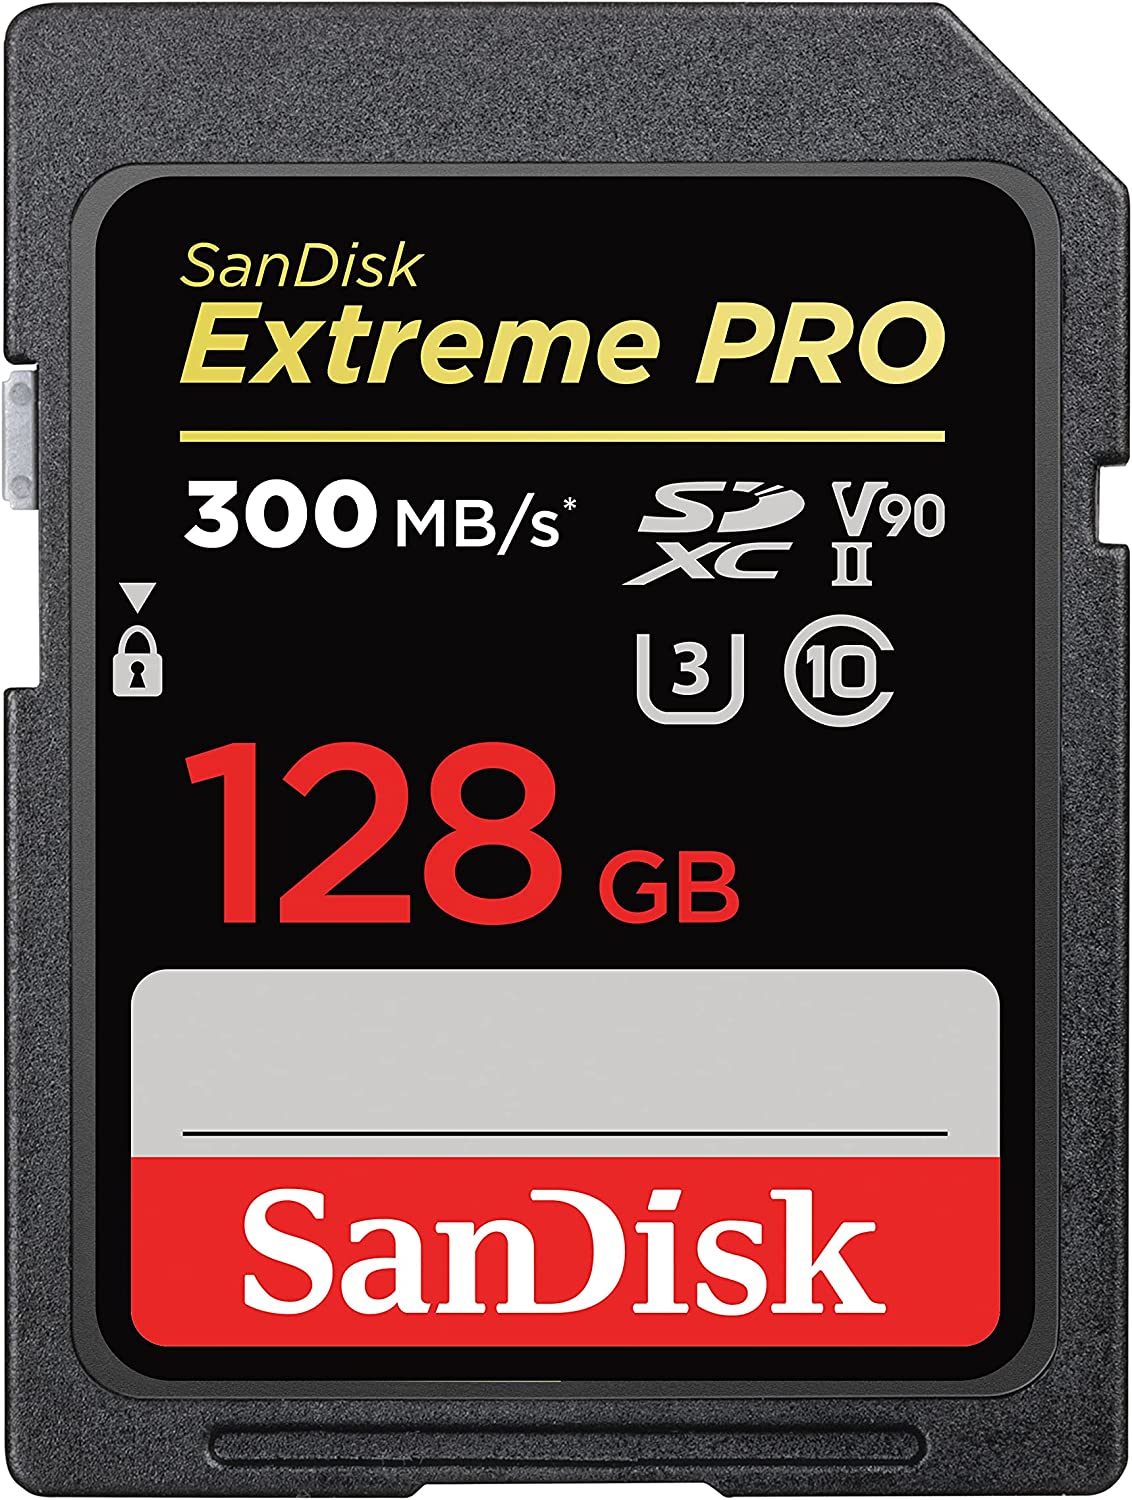 SanDisk
Extreme PRO
300 MB/s*
SD XC II V90
3 10
128 GB
SanDisk